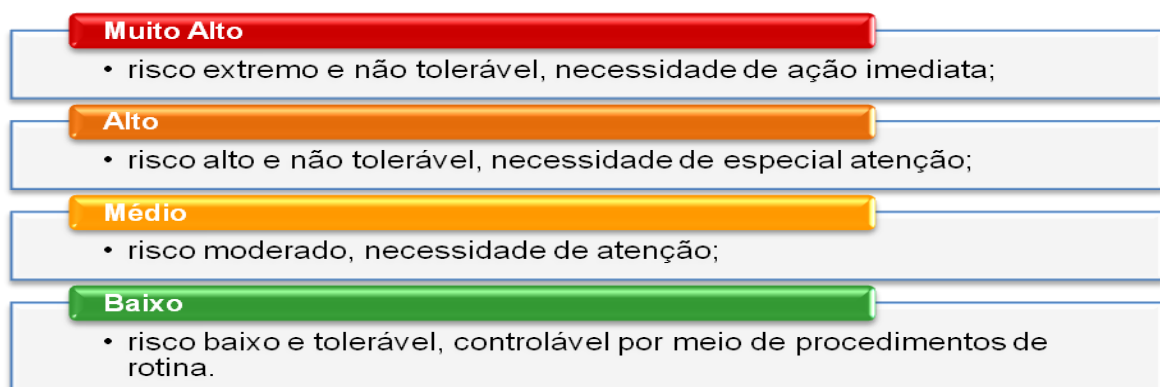 Muito Alto
• risco extremo e não tolerável, necessidade de ação imediata;
Alto
• risco alto e não tolerável, necessidade de especial atenção;
Médio
• risco moderado, necessidade de atenção;
Baixo
• risco baixo e tolerável, controlável por meio de procedimentos de
rotina.